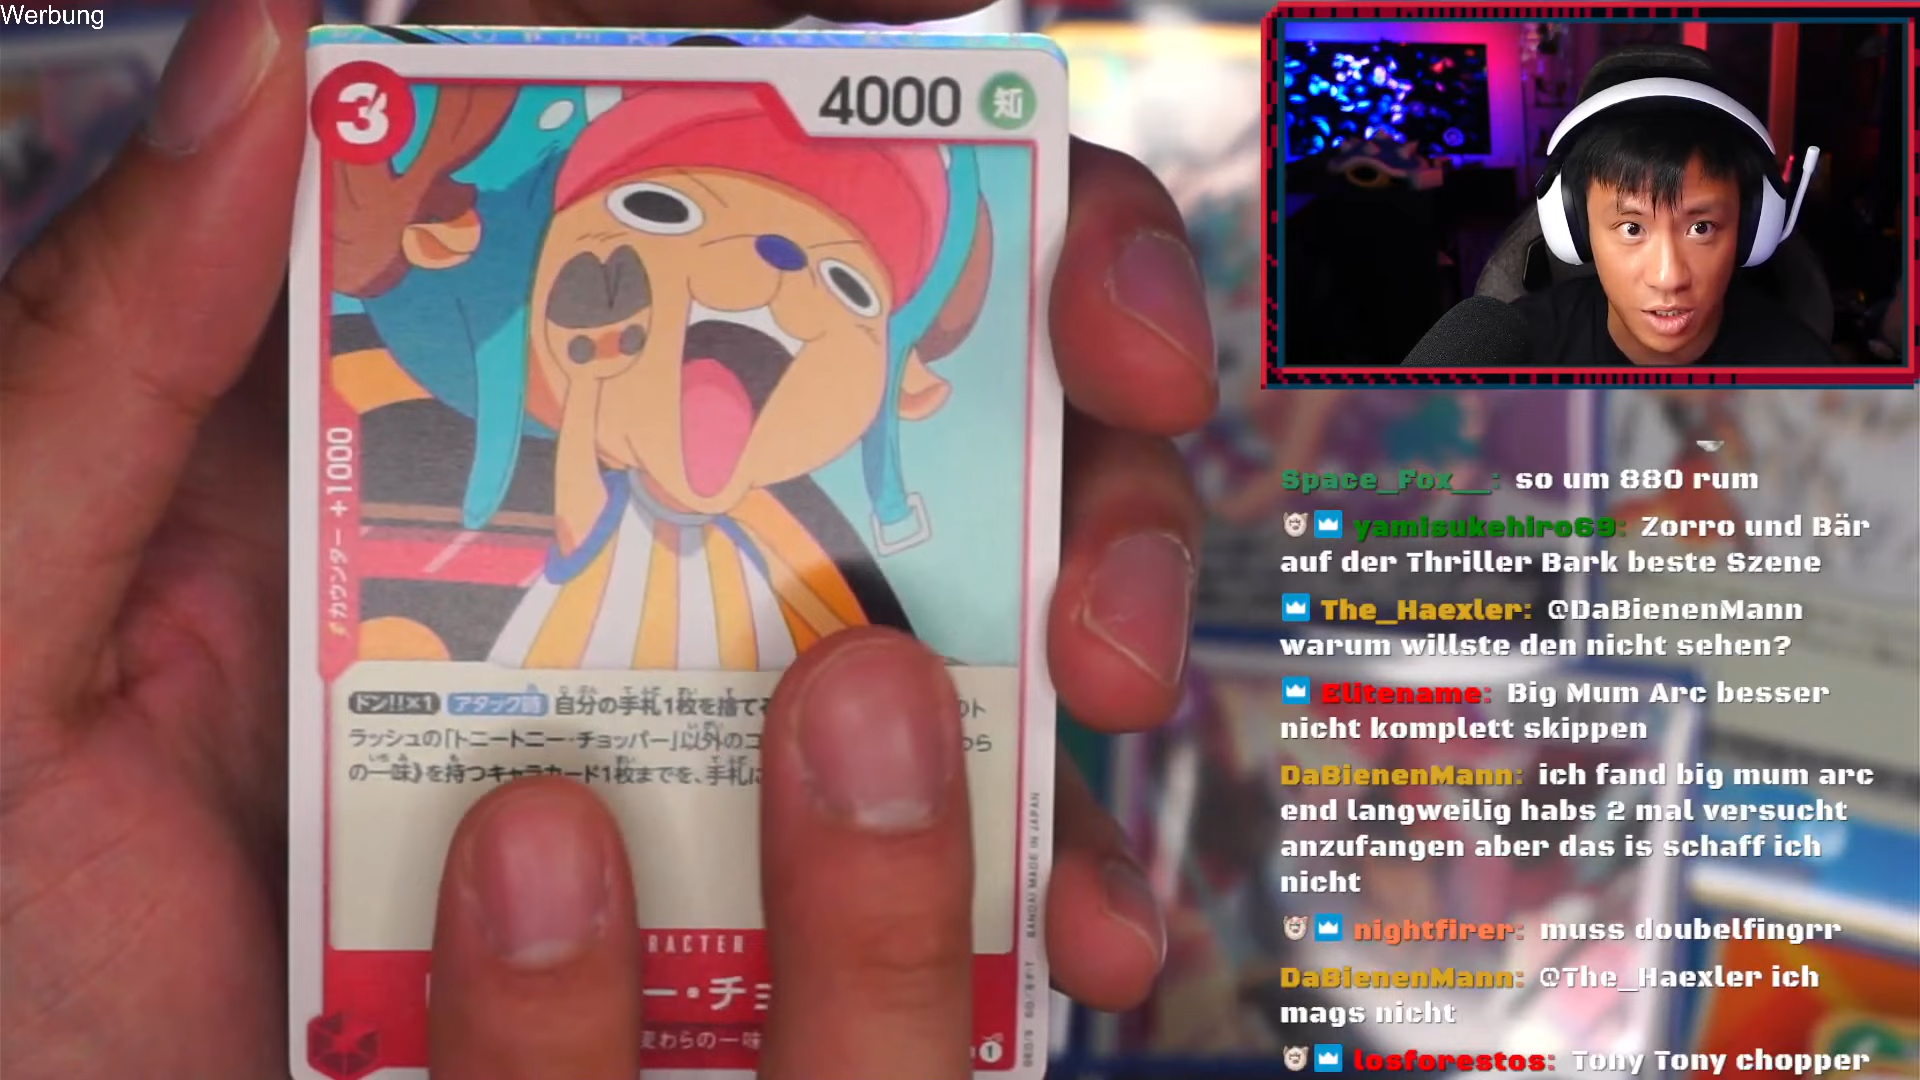 Werbung
3
4000 知
カウンター +1000
ドン!!×1 アタック時 自分の手札1枚を捨て
ラッシュの「トニートニー・チョッパー」以外の
の一味》を持つキャラカード1枚までを、手札に
BANDAI MADE IN JAPAN
RACTER
ー・チョ
わらの一味
1
Space_Fox__: so um 880 rum
yamisukehiro69: Zorro und Bär
auf der Thriller Bark beste Szene
The_Haexler: @DaBienenMann
warum willste den nicht sehen?
Elitename: Big Mum Arc besser
nicht komplett skippen
DaBienenMann: ich fand big mum arc
end langweilig habs 2 mal versucht
anzufangen aber das is schaff ich
nicht
nightfirer: muss doubelfingrr
DaBienenMann: @The_Haexler ich
mags nicht
losforestos: Tony Tony chopper